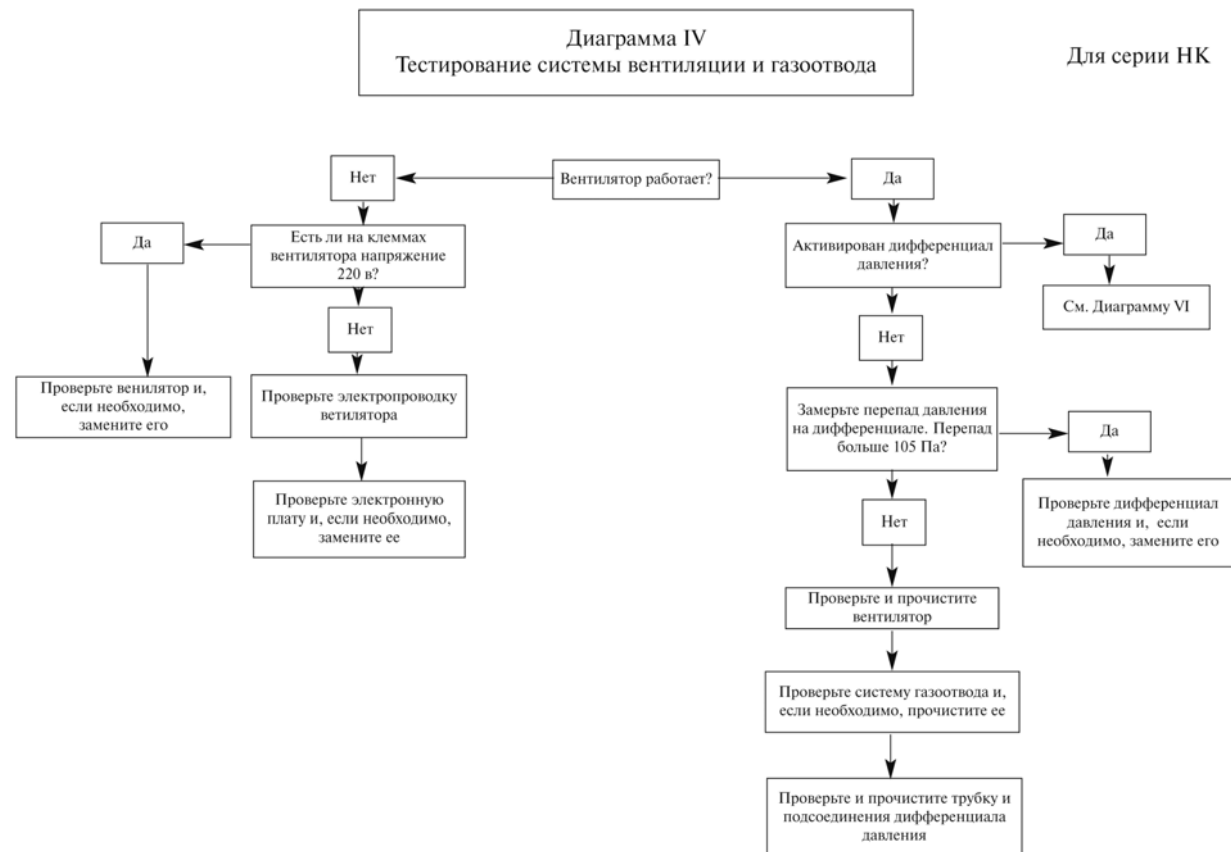 Диаграмма IV
Тестирование системы вентиляции и газоотвода
Для серии НК
Нет
Вентилятор работает?
Да
Да
Есть ли на клеммах
вентилятора напряжение
220 в?
Активирован дифференциал
давления?
Да
Нет
См. Диаграмму VI
Нет
Проверьте венилятор и,
если необходимо,
замените его
Проверьте электропроводку
ветилятора
Замерьте перепад давления
на дифференциале. Перепад
больше 105 Па?
Да
Проверьте электронную
плату и, если необходимо,
замените ее
Нет
Проверьте дифференциал
давления и, если
необходимо, замените его
Проверьте и прочистите
вентилятор
Проверьте систему газоотвода и,
если необходимо, прочистите ее
Проверьте и прочистите трубку и
подсоединения дифференциала
давления